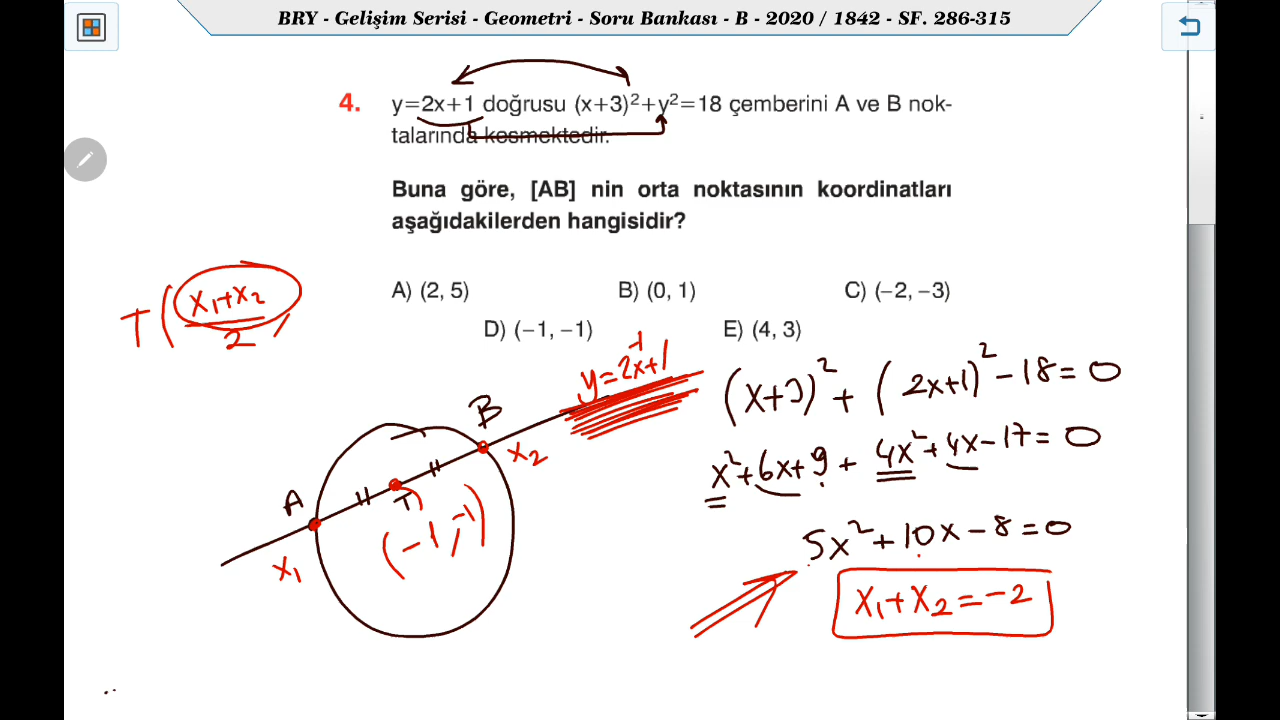 BRY - Gelişim Serisi - Geometri - Soru Bankası - B - 2020 / 1842 - SF. 286-315
4. y=2x+1 doğrusu (x+3)²+y²=18 çemberini A ve B nok-
talarında kesmektedir.
Buna göre, [AB] nin orta noktasının koordinatları
aşağıdakilerden hangisidir?
A) (2, 5) B) (0, 1) C) (−2, −3)
D) (−1, −1) E) (4, 3)
T( x₁+x₂
2 ,
y=2x+1
-1
(x+3)² + (2x+1)² - 18 = 0
x²+6x+9 + 4x²+4x-17=0
5x²+10x-8=0
x₁+x₂=-2
B
x₂
A
T
x₁
(-1,-1)